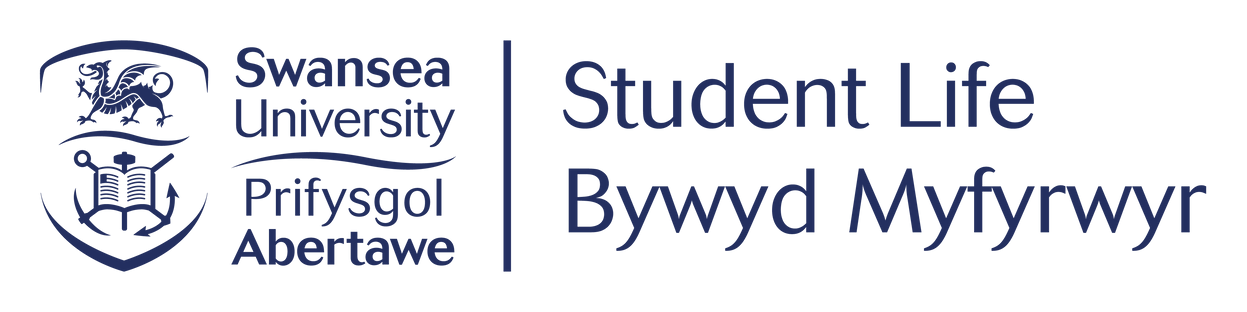 Swansea
University
Prifysgol
Abertawe
Student Life
Bywyd Myfyrwyr